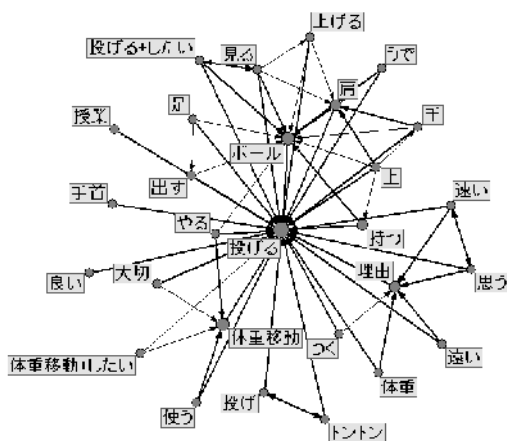 上げる
投げる+したい
見る
うで
肩
足
手
授業
ボール
出す
上
手首
速い
やる
持つ
投げる
理由
良い
大切
思う
体重移動
つく
遠い
体重移動+したい
体重
使う
投げ
トントン